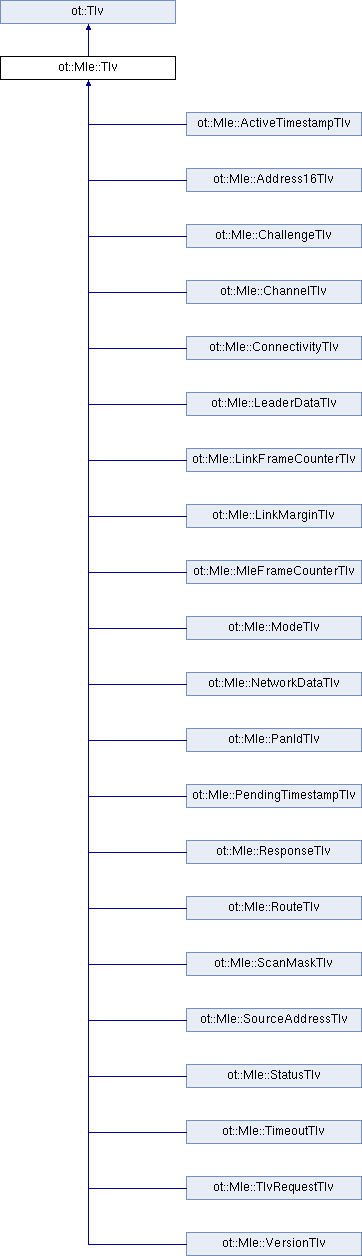 ot::Tlv
ot::Mle::Tlv
ot::Mle::ActiveTimestampTlv
ot::Mle::Address16Tlv
ot::Mle::ChallengeTlv
ot::Mle::ChannelTlv
ot::Mle::ConnectivityTlv
ot::Mle::LeaderDataTlv
ot::Mle::LinkFrameCounterTlv
ot::Mle::LinkMarginTlv
ot::Mle::MleFrameCounterTlv
ot::Mle::ModeTlv
ot::Mle::NetworkDataTlv
ot::Mle::PanIdTlv
ot::Mle::PendingTimestampTlv
ot::Mle::ResponseTlv
ot::Mle::RouteTlv
ot::Mle::ScanMaskTlv
ot::Mle::SourceAddressTlv
ot::Mle::StatusTlv
ot::Mle::TimeoutTlv
ot::Mle::TlvRequestTlv
ot::Mle::VersionTlv